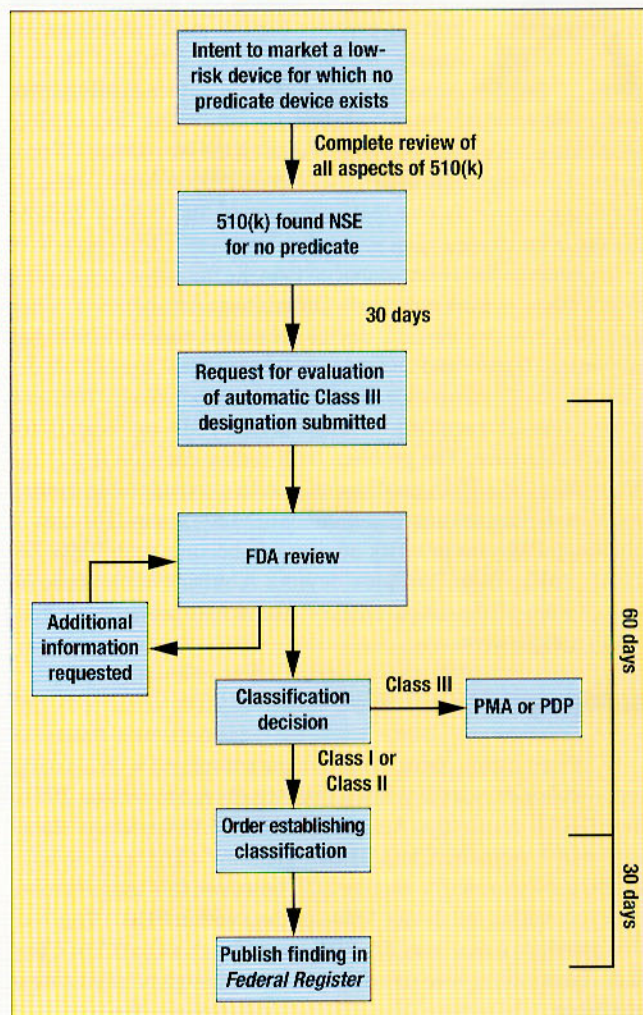 Intent to market a low-
risk device for which no
predicate device exists
Complete review of
all aspects of 510(k)
510(k) found NSE
for no predicate
30 days
Request for evaluation
of automatic Class III
designation submitted
FDA review
Additional
information
requested
60 days
Classification
decision
Class III
PMA or PDP
Class I or
Class II
Order establishing
classification
30 days
Publish finding in
Federal Register